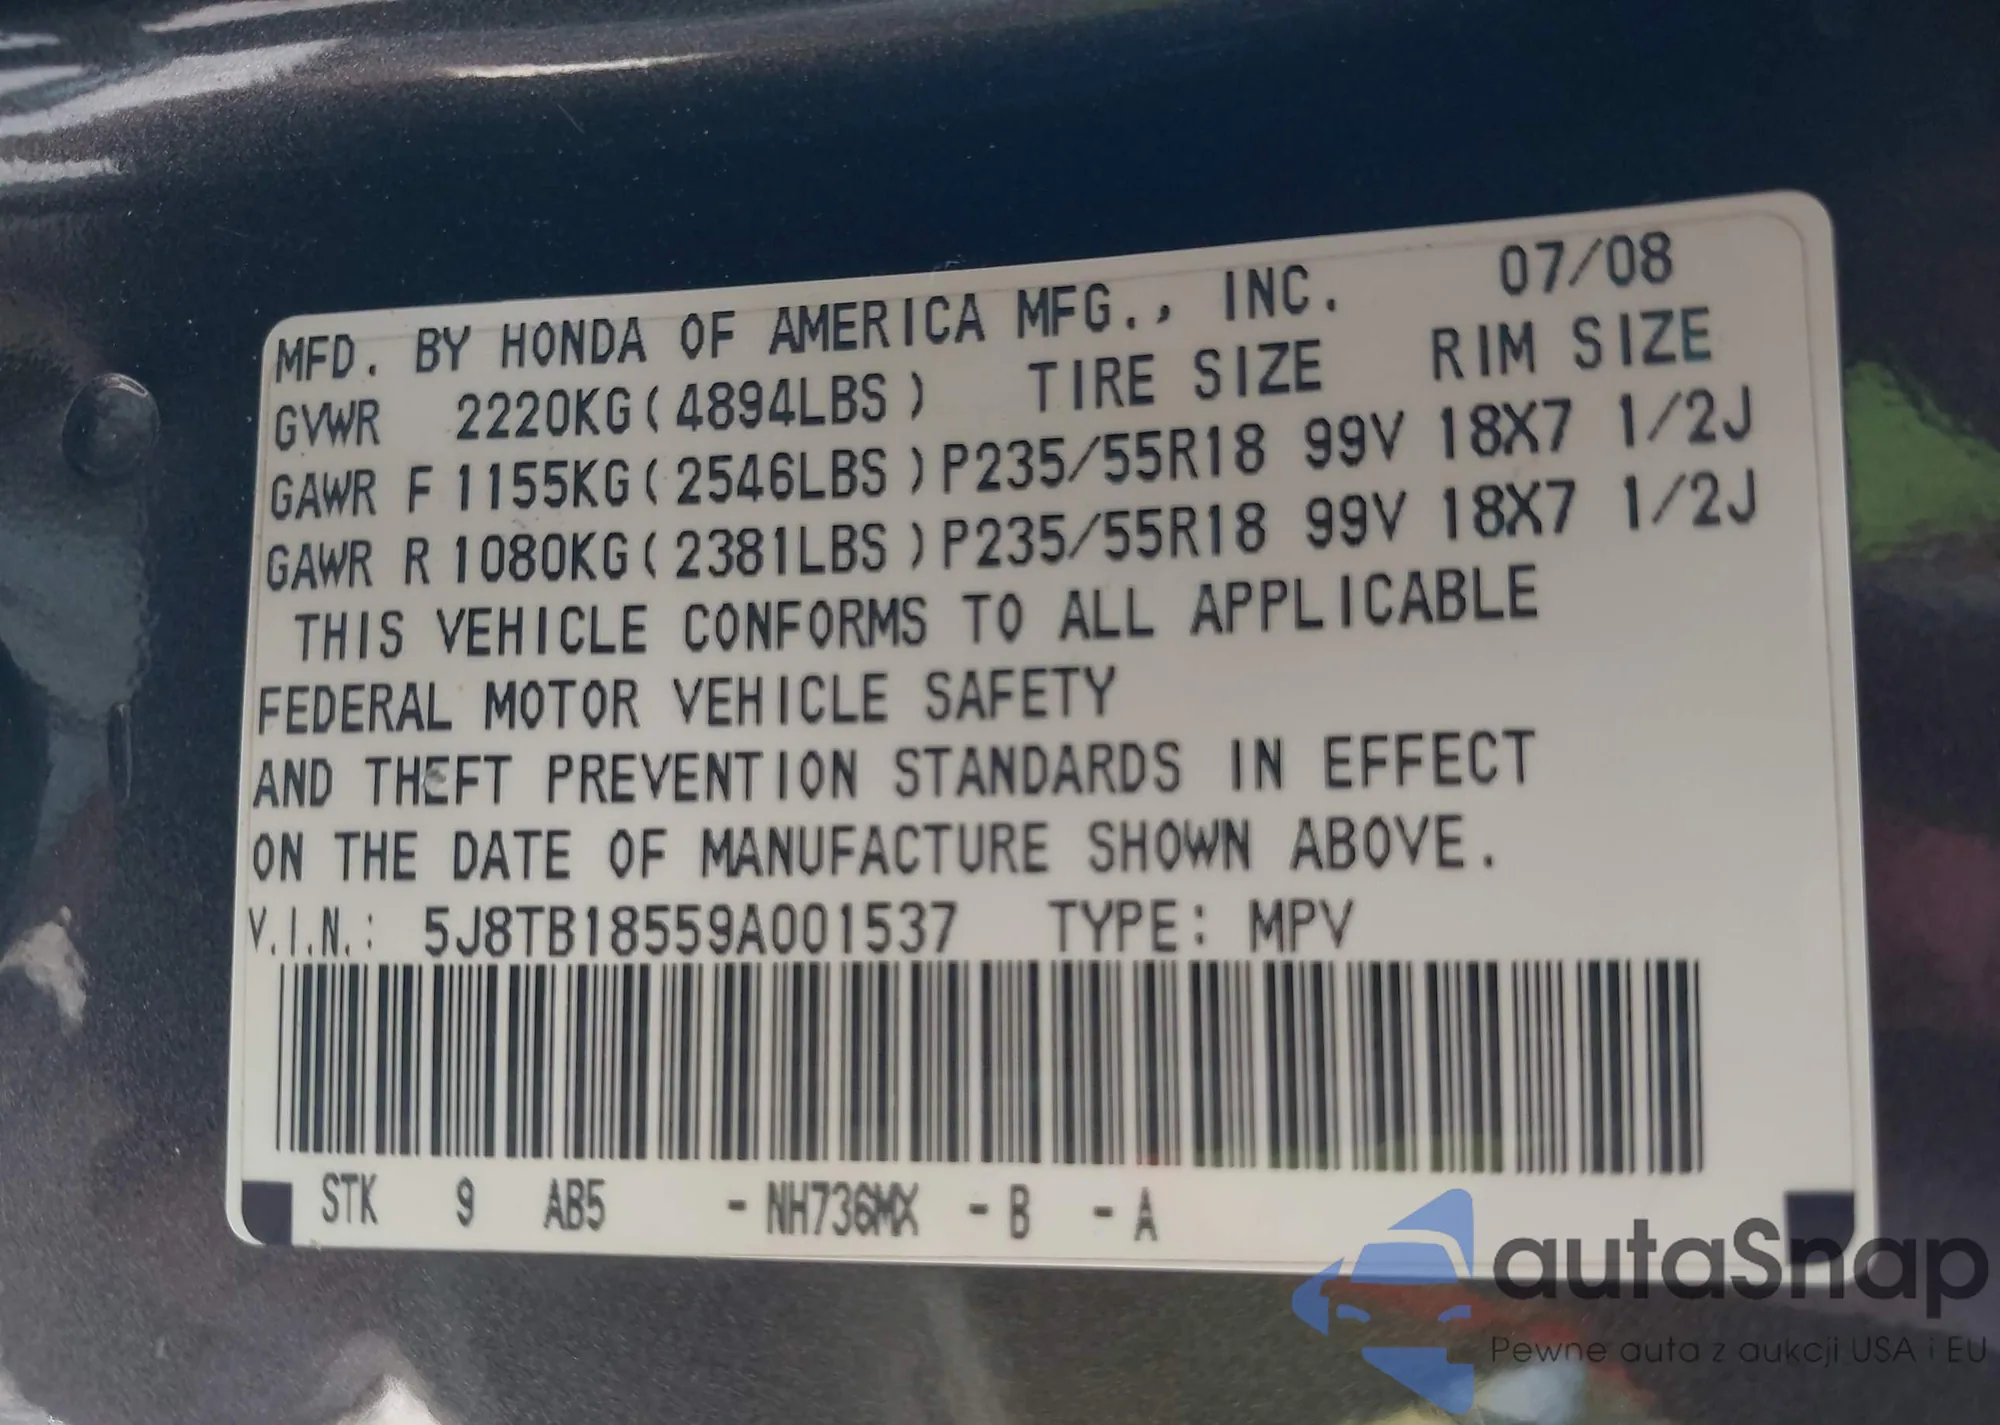 MFD. BY HONDA OF AMERICA MFG., INC. 07/08
GVWR 2220KG(4894LBS) TIRE SIZE RIM SIZE
GAWR F 1155KG(2546LBS)P235/55R18 99V 18X7 1/2J
GAWR R 1080KG(2381LBS)P235/55R18 99V 18X7 1/2J
THIS VEHICLE CONFORMS TO ALL APPLICABLE
FEDERAL MOTOR VEHICLE SAFETY
AND THEFT PREVENTION STANDARDS IN EFFECT
ON THE DATE OF MANUFACTURE SHOWN ABOVE.
V.I.N.: 5J8TB18559A001537 TYPE: MPV
STK 9 AB5 -NH736MX -B -A
autaSnap
Pewne auta z aukcji USA i EU